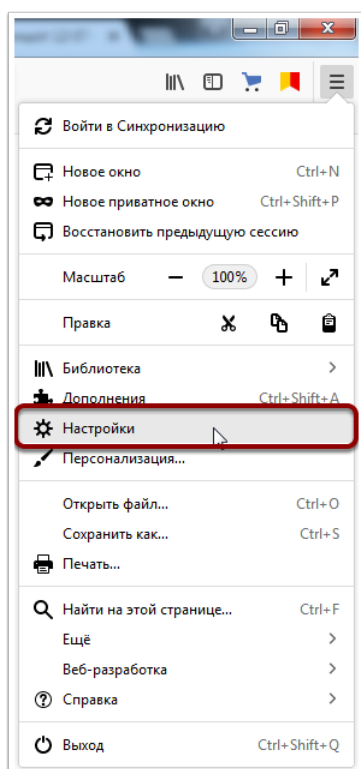 Войти в Синхронизацию
Новое окно Ctrl+N
Новое приватное окно Ctrl+Shift+P
Восстановить предыдущую сессию
Масштаб − 100% +
Правка
Библиотека >
Дополнения Ctrl+Shift+A
Настройки
Персонализация...
Открыть файл... Ctrl+O
Сохранить как... Ctrl+S
Печать...
Найти на этой странице... Ctrl+F
Ещё >
Веб-разработка >
Справка >
Выход Ctrl+Shift+Q